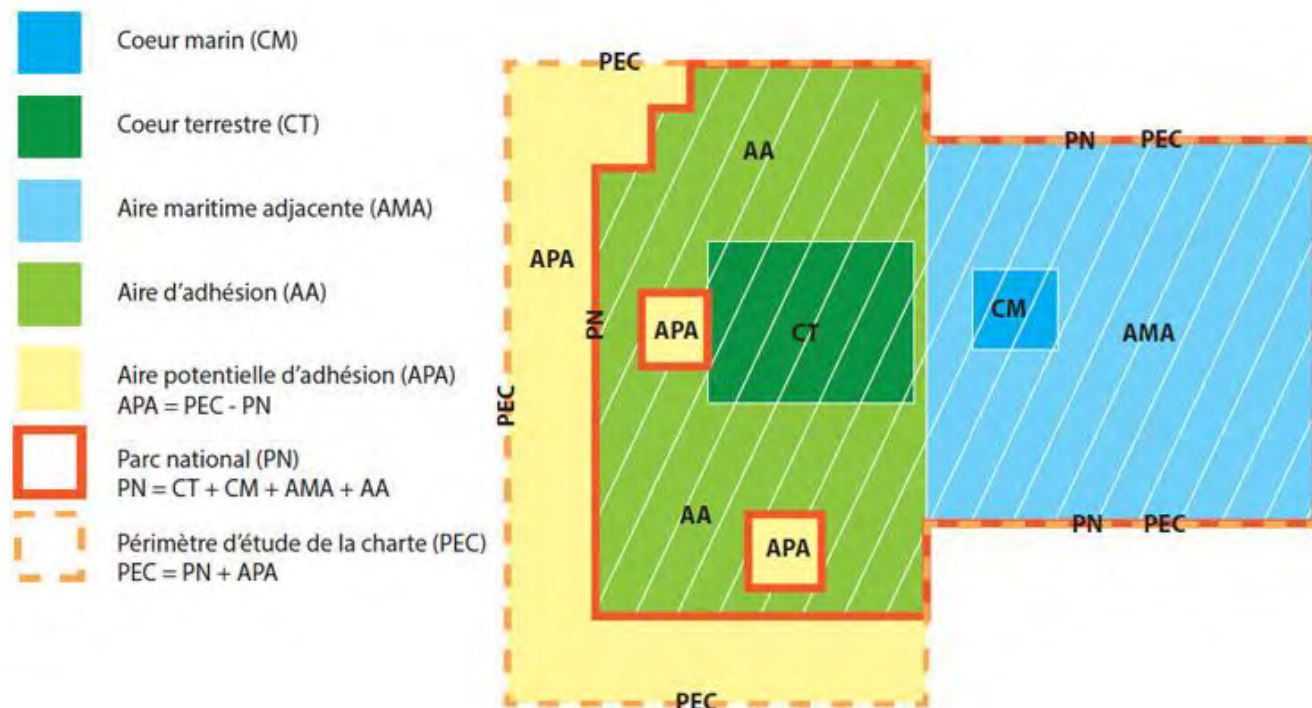 Coeur marin (CM)
Coeur terrestre (CT)
Aire maritime adjacente (AMA)
Aire d'adhésion (AA)
Aire potentielle d'adhésion (APA)
APA = PEC - PN
Parc national (PN)
PN = CT + CM + AMA + AA
Périmètre d'étude de la charte (PEC)
PEC = PN + APA
PEC
PN PEC
AA
APA
PN
APA
CT
CM
AMA
PEC
AA
APA
PN PEC
PEC